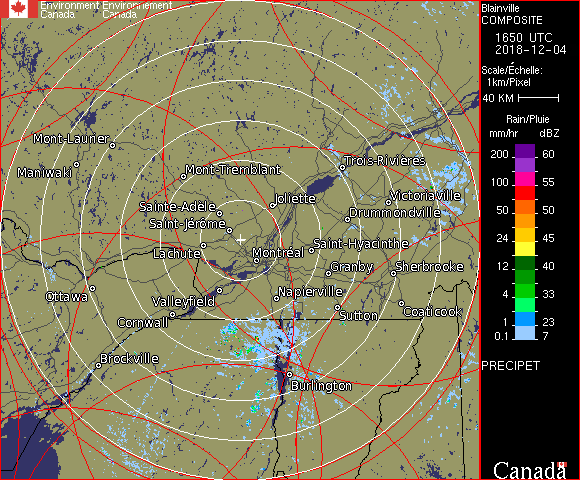 Environment Environnement
Canada Canada
Blainville
COMPOSITE
1650 UTC
2018-12-04
Scale/Échelle:
1km/Pixel
40 KM
Rain/Pluie
mm/hr dBZ
200 60
100 55
50 50
24 45
12 40
4 33
1 23
0.1 7
PRECIPET
Canada
Mont-Laurier
Maniwaki
Mont-Tremblant
Trois-Rivières
Joliette
Victoriaville
Sainte-Adèle
Drummondville
Saint-Jérôme
Saint-Hyacinthe
Lachute
Montréal
Granby
Sherbrooke
Ottawa
Valleyfield
Napierville
Cornwall
Sutton
Coaticook
Brockville
Burlington